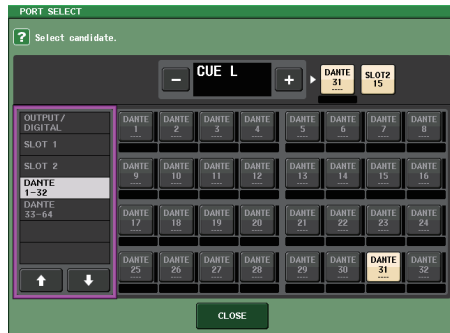 PORT SELECT
? Select candidate.
− CUE L + DANTE 31 ---- SLOT2 15
OUTPUT/
DIGITAL
SLOT 1
SLOT 2
DANTE
1-32
DANTE
33-64
DANTE 1 ---- DANTE 2 ---- DANTE 3 ---- DANTE 4 ---- DANTE 5 ---- DANTE 6 ---- DANTE 7 ---- DANTE 8 ----
DANTE 9 ---- DANTE 10 ---- DANTE 11 ---- DANTE 12 ---- DANTE 13 ---- DANTE 14 ---- DANTE 15 ---- DANTE 16 ----
DANTE 17 ---- DANTE 18 ---- DANTE 19 ---- DANTE 20 ---- DANTE 21 ---- DANTE 22 ---- DANTE 23 ---- DANTE 24 ----
DANTE 25 ---- DANTE 26 ---- DANTE 27 ---- DANTE 28 ---- DANTE 29 ---- DANTE 30 ---- DANTE 31 ---- DANTE 32 ----
CLOSE